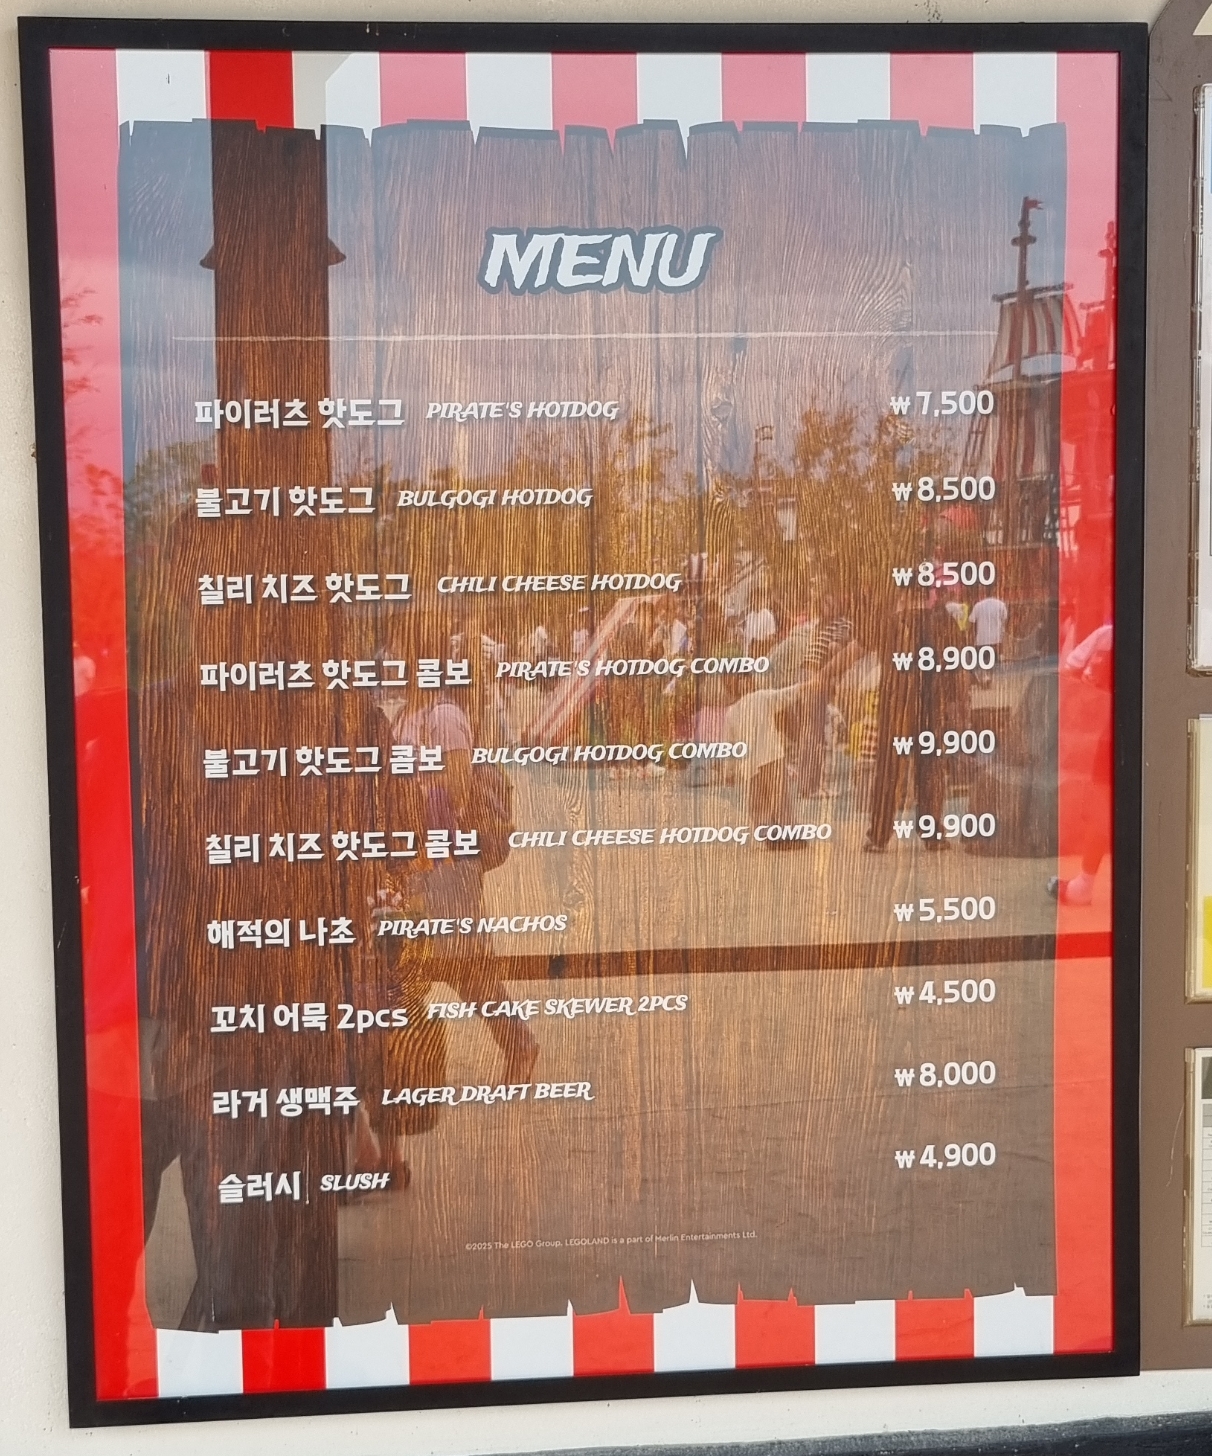 MENU
파이러츠 핫도그 PIRATE'S HOTDOG ₩7,500
불고기 핫도그 BULGOGI HOTDOG ₩8,500
칠리 치즈 핫도그 CHILI CHEESE HOTDOG ₩8,500
파이러츠 핫도그 콤보 PIRATE'S HOTDOG COMBO ₩8,900
불고기 핫도그 콤보 BULGOGI HOTDOG COMBO ₩9,900
칠리 치즈 핫도그 콤보 CHILI CHEESE HOTDOG COMBO ₩9,900
해적의 나초 PIRATE'S NACHOS ₩5,500
꼬치 어묵 2pcs FISH CAKE SKEWER 2PCS ₩4,500
라거 생맥주 LAGER DRAFT BEER ₩8,000
슬러시 SLUSH ₩4,900
©2025 The LEGO Group, LEGOLAND is a part of Merlin Entertainments Ltd.